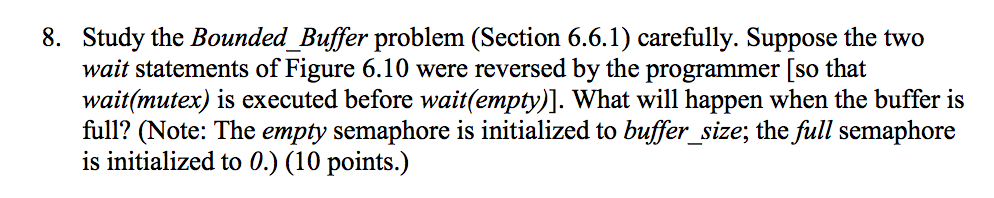 8. Study the Bounded_Buffer problem (Section 6.6.1) carefully. Suppose the two
wait statements of Figure 6.10 were reversed by the programmer [so that
wait(mutex) is executed before wait(empty)]. What will happen when the buffer is
full? (Note: The empty semaphore is initialized to buffer_size; the full semaphore
is initialized to 0.) (10 points.)